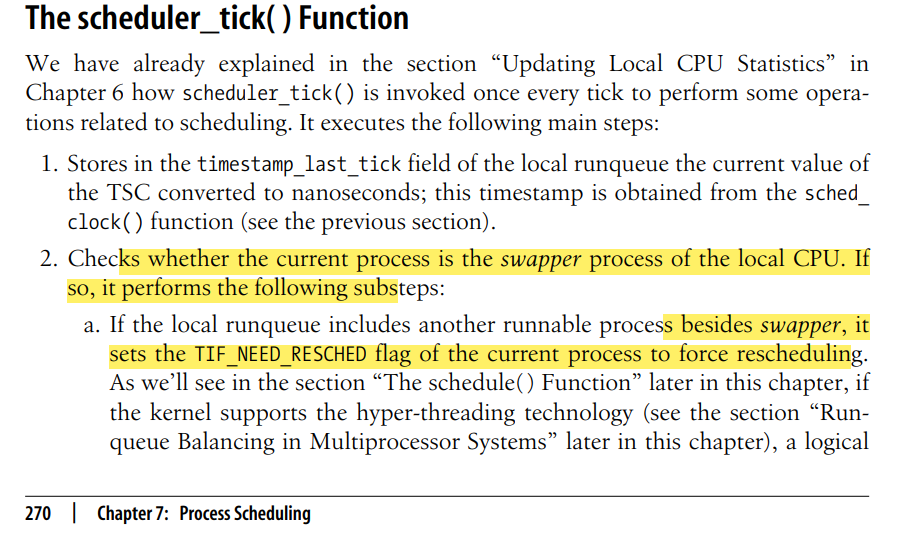 The scheduler_tick( ) Function
We have already explained in the section “Updating Local CPU Statistics” in
Chapter 6 how scheduler_tick() is invoked once every tick to perform some opera-
tions related to scheduling. It executes the following main steps:
1. Stores in the timestamp_last_tick field of the local runqueue the current value of
the TSC converted to nanoseconds; this timestamp is obtained from the sched_
clock() function (see the previous section).
2. Checks whether the current process is the swapper process of the local CPU. If
so, it performs the following substeps:
a. If the local runqueue includes another runnable process besides swapper, it
sets the TIF_NEED_RESCHED flag of the current process to force rescheduling.
As we’ll see in the section “The schedule( ) Function” later in this chapter, if
the kernel supports the hyper-threading technology (see the section “Run-
queue Balancing in Multiprocessor Systems” later in this chapter), a logical
270 | Chapter 7: Process Scheduling